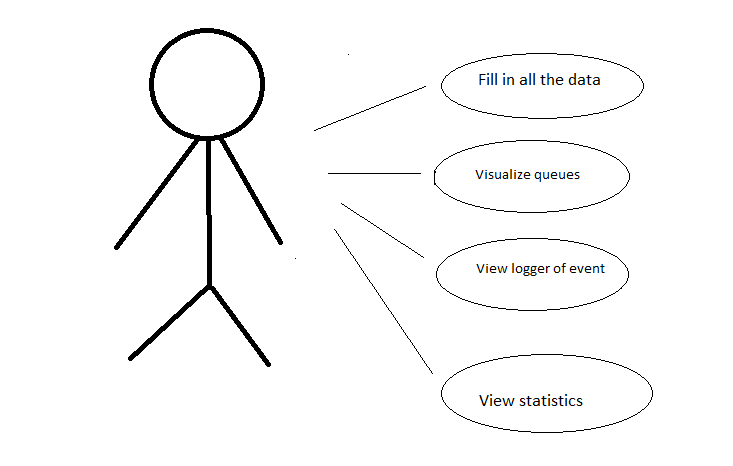 Fill in all the data
Visualize queues
View logger of event
View statistics